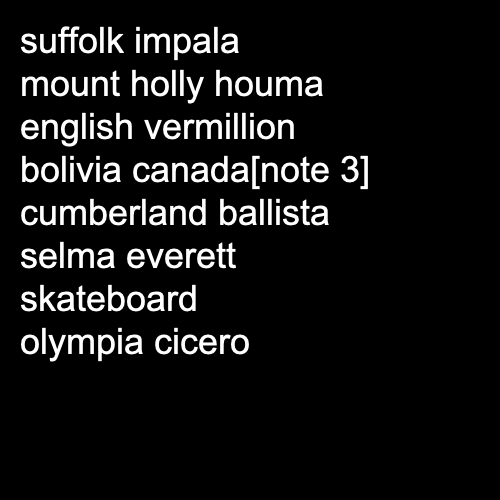 suffolk impala
mount holly houma
english vermillion
bolivia canada[note 3]
cumberland ballista
selma everett
skateboard
olympia cicero